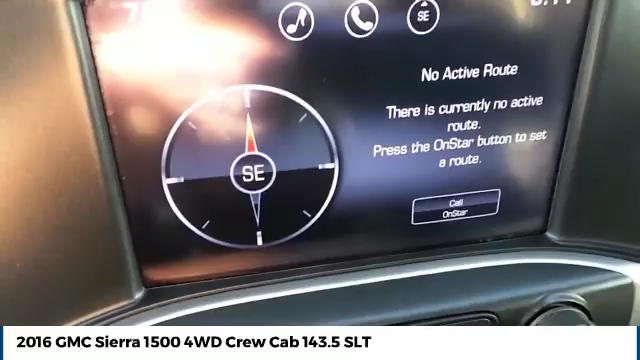 SE
No Active Route
There is currently no active
route.
Press the OnStar button to set
a route.
SE
Call
OnStar
2016 GMC Sierra 1500 4WD Crew Cab 143.5 SLT